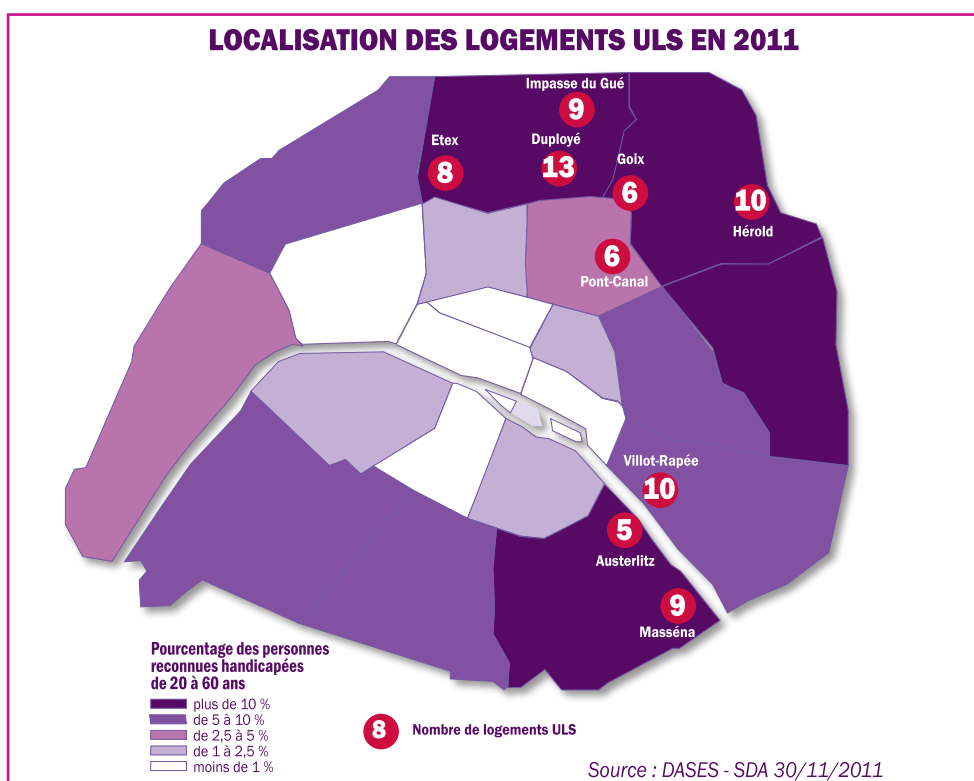 LOCALISATION DES LOGEMENTS ULS EN 2011
Impasse du Gué
9
Etex
8
Duployé
13
Goix
6
10
Hérold
6
Pont-Canal
Villot-Rapée
10
5
Austerlitz
9
Masséna
Pourcentage des personnes
reconnues handicapées
de 20 à 60 ans
plus de 10 %
de 5 à 10 %
de 2,5 à 5 %
de 1 à 2,5 %
moins de 1 %
8 Nombre de logements ULS
Source : DASES - SDA 30/11/2011